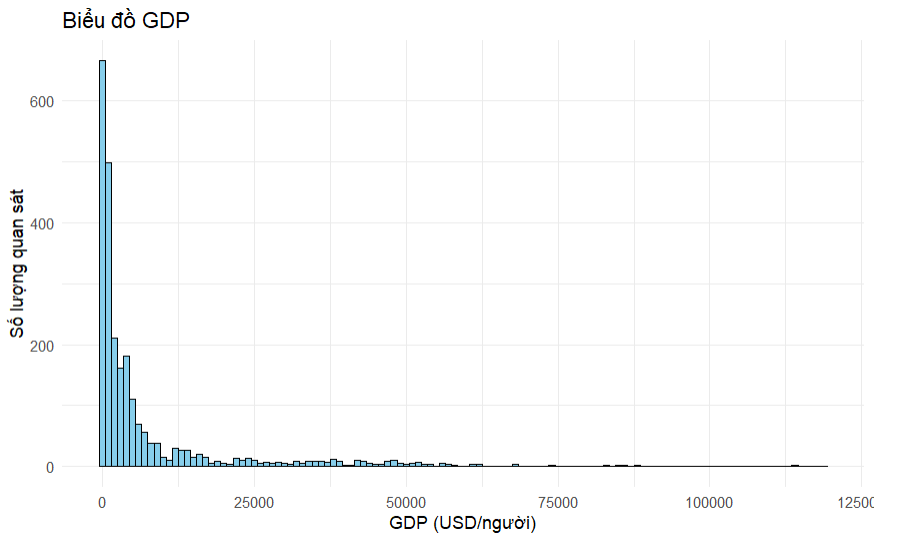 Biểu đồ GDP
Số lượng quan sát
600
400
200
0
0 25000 50000 75000 100000 12500
GDP (USD/người)